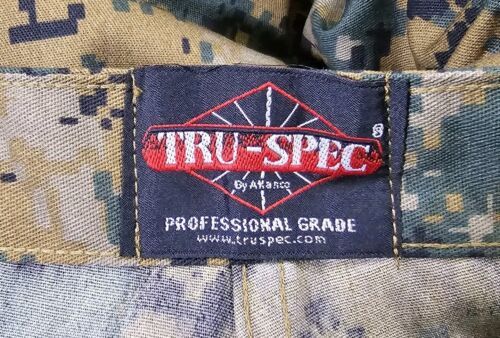 TRU-SPEC®
By Atlanco
PROFESSIONAL GRADE
www.truspec.com